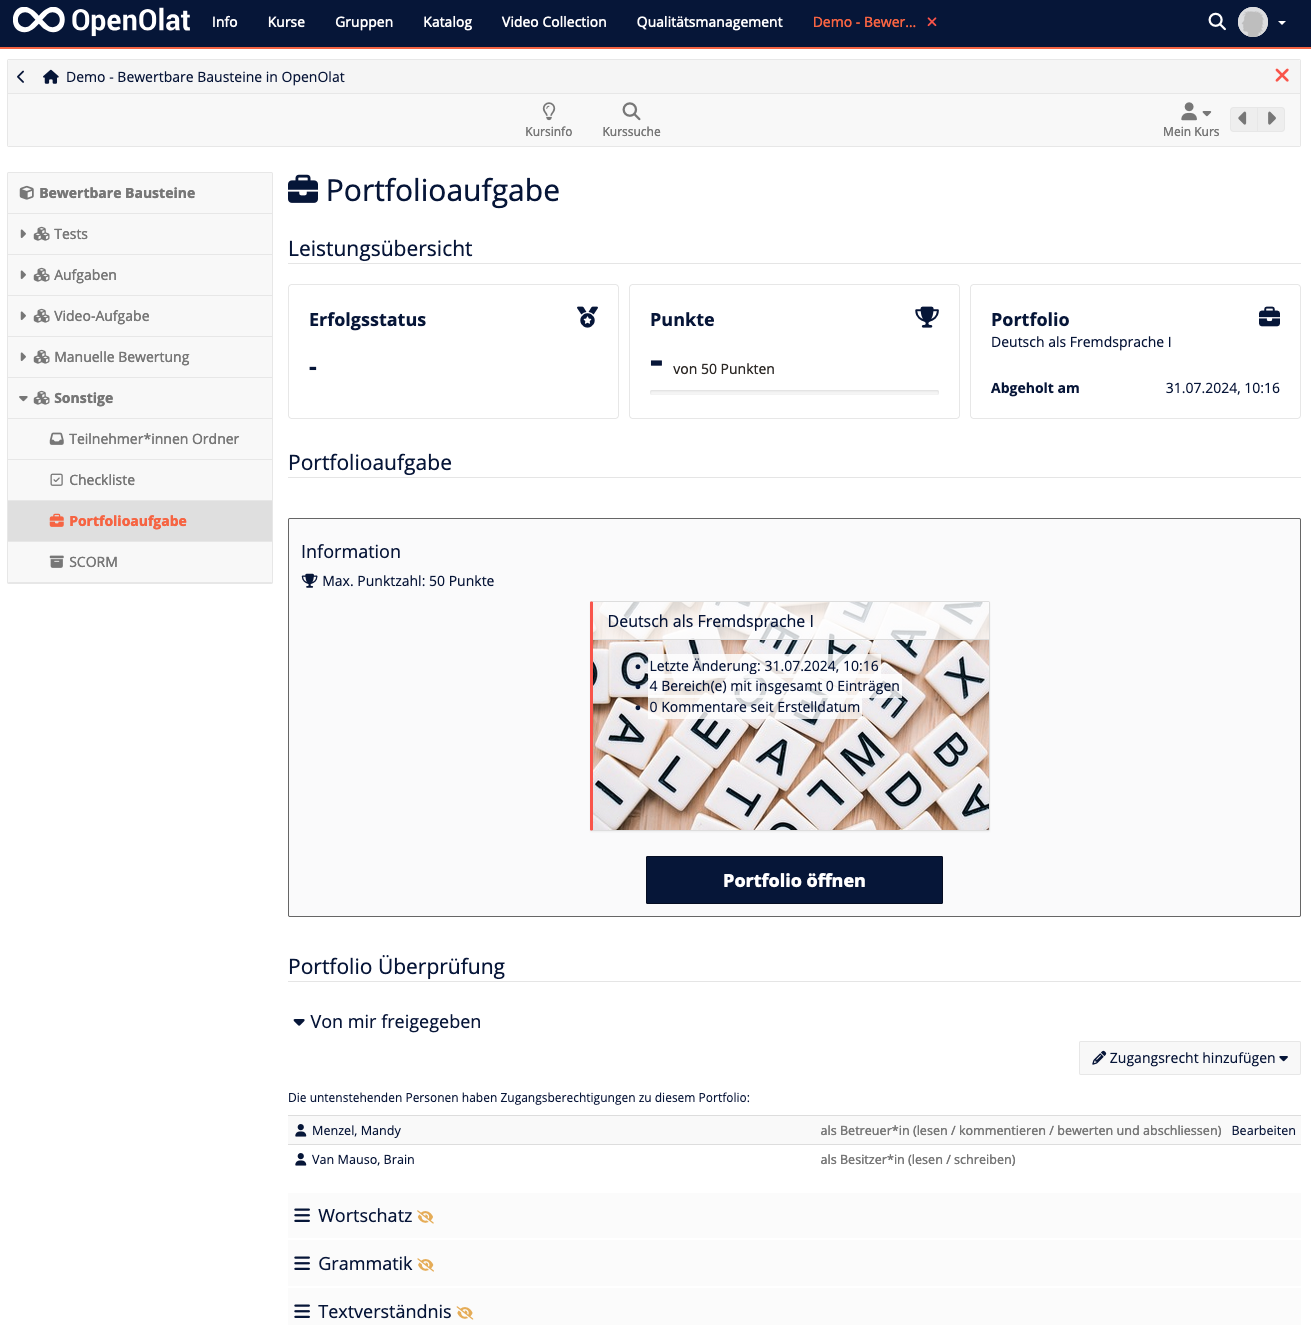 OpenOlat Info Kurse Gruppen Katalog Video Collection Qualitätsmanagement Demo - Bewer...
Demo - Bewertbare Bausteine in OpenOlat
Kursinfo Kurssuche Mein Kurs
Bewertbare Bausteine
Tests
Aufgaben
Video-Aufgabe
Manuelle Bewertung
Sonstige
Teilnehmer*innen Ordner
Checkliste
Portfolioaufgabe
SCORM
Portfolioaufgabe
Leistungsübersicht
Erfolgsstatus
-
Punkte
- von 50 Punkten
Portfolio
Deutsch als Fremdsprache I
Abgeholt am 31.07.2024, 10:16
Portfolioaufgabe
Information
Max. Punktzahl: 50 Punkte
Deutsch als Fremdsprache I
Letzte Änderung: 31.07.2024, 10:16
4 Bereich(e) mit insgesamt 0 Einträgen
0 Kommentare seit Erstelldatum
Portfolio öffnen
Portfolio Überprüfung
Von mir freigegeben
Zugangsrecht hinzufügen
Die untenstehenden Personen haben Zugangsberechtigungen zu diesem Portfolio:
Menzel, Mandy als Betreuer*in (lesen / kommentieren / bewerten und abschliessen) Bearbeiten
Van Mauso, Brain als Besitzer*in (lesen / schreiben)
Wortschatz
Grammatik
Textverständnis